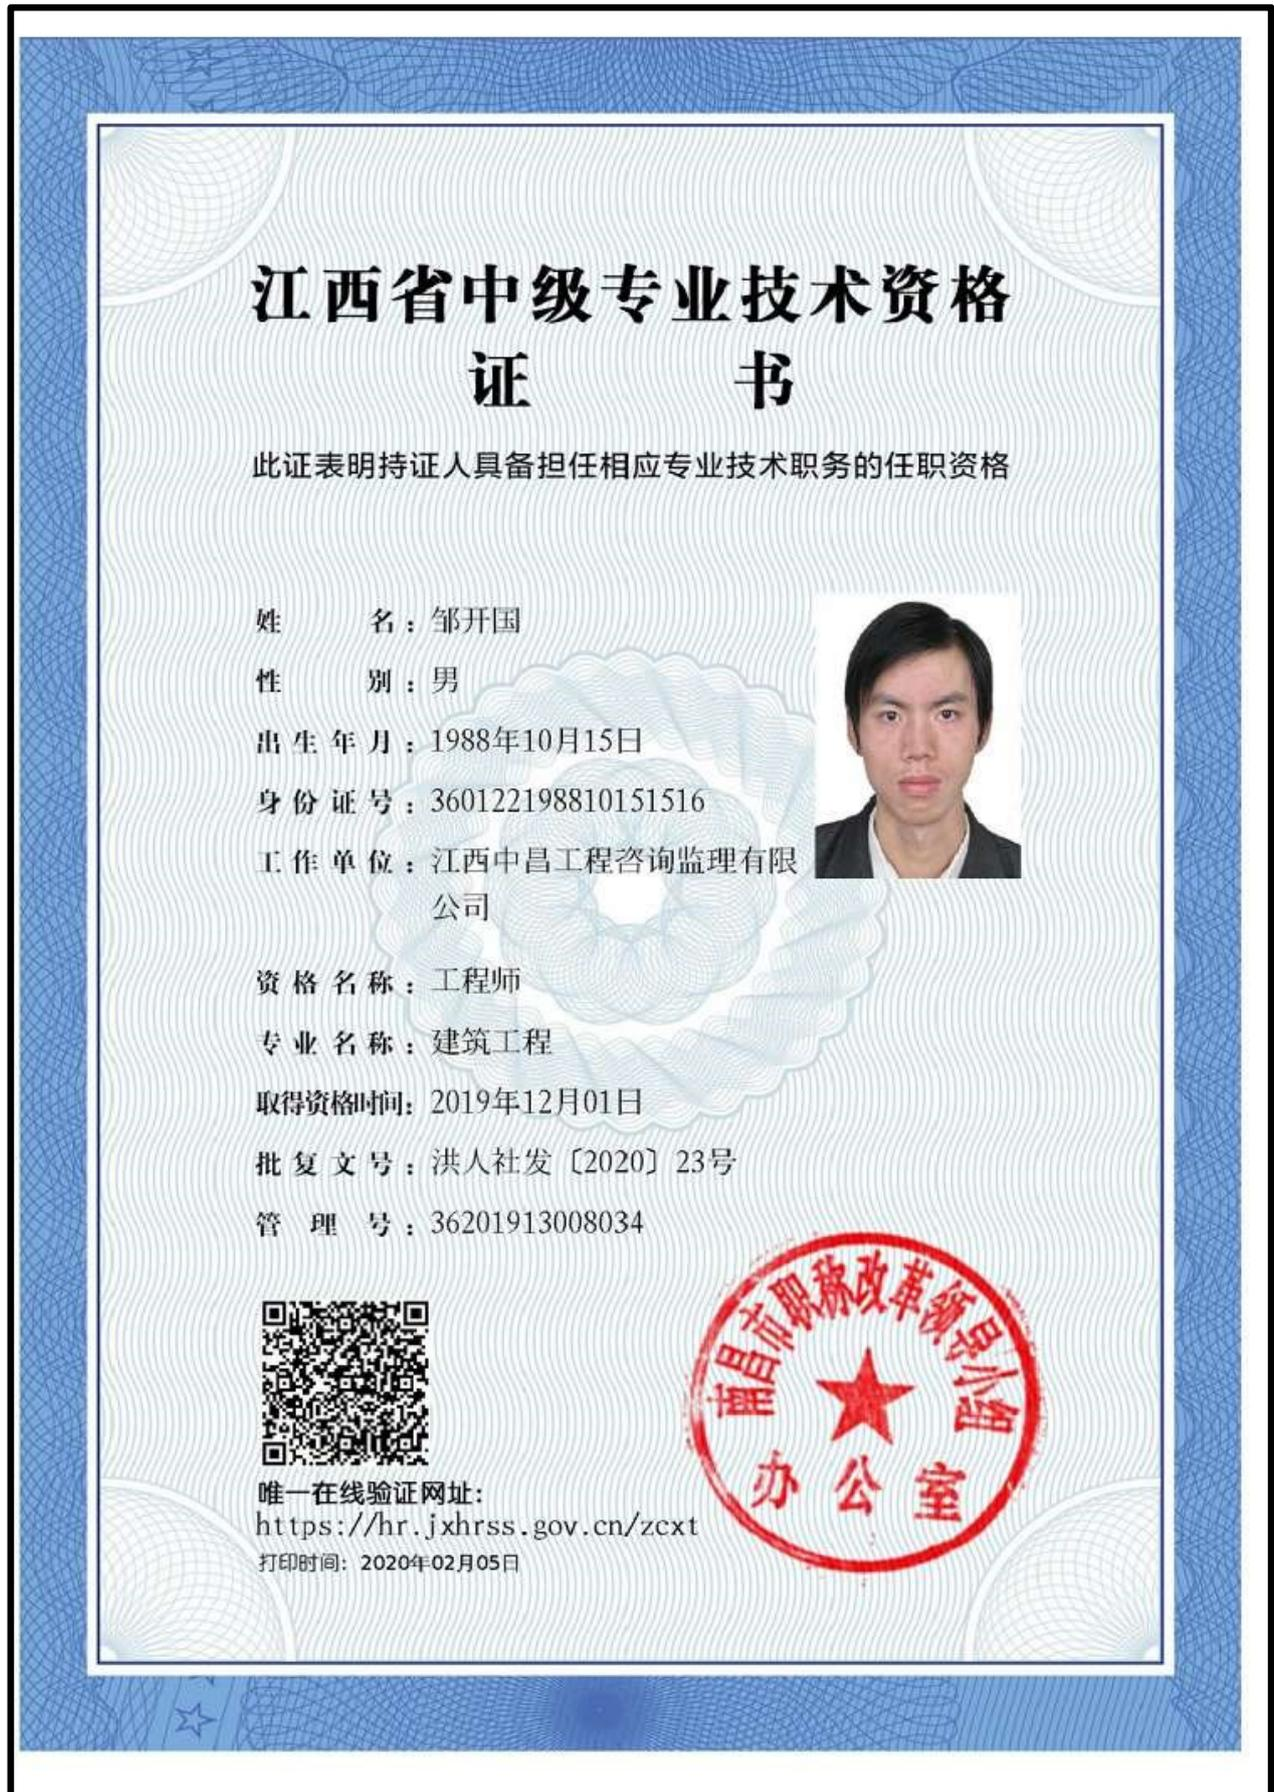 江西省中级专业技术资格
证 书
此证表明持证人具备担任相应专业技术职务的任职资格
姓 名：邹开国
性 别：男
出生年月：1988年10月15日
身份证号：360122198810151516
工作单位：江西中昌工程咨询监理有限
公司
资格名称：工程师
专业名称：建筑工程
取得资格时间：2019年12月01日
批复文号：洪人社发〔2020〕23号
管 理 号：36201913008034
南昌市职称改革领导小组
办公室
唯一在线验证网址：
https://hr.jxhrss.gov.cn/zcxt
打印时间：2020年02月05日